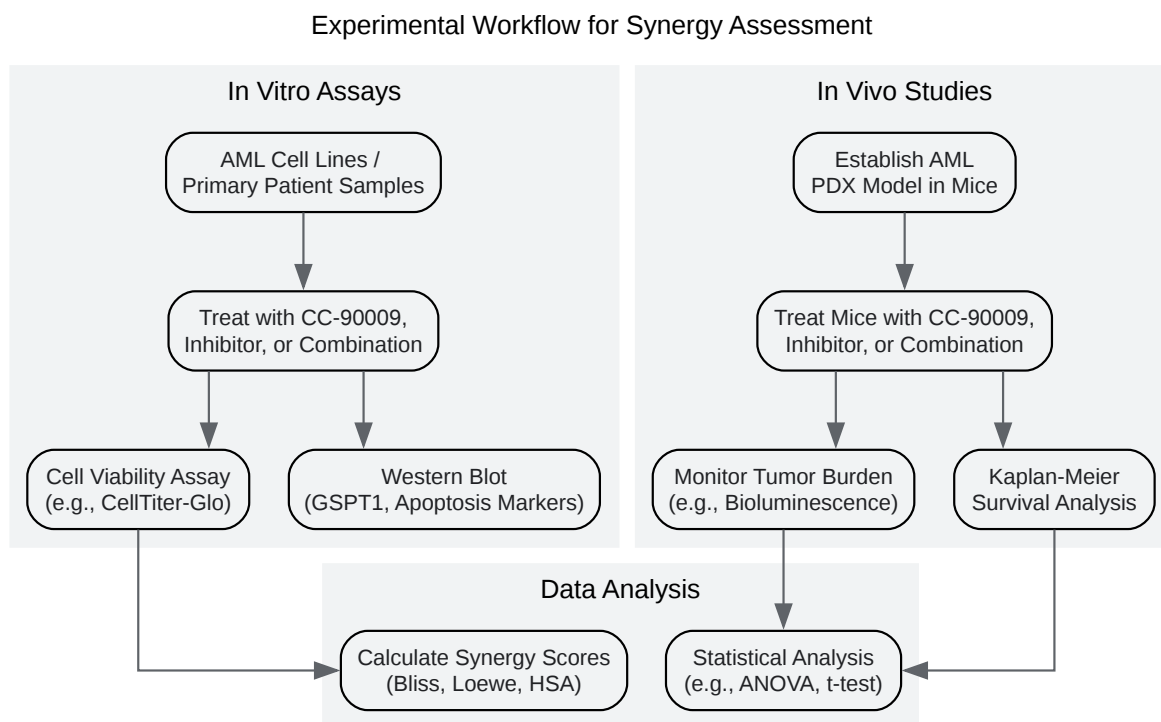 Experimental Workflow for Synergy Assessment
In Vitro Assays
AML Cell Lines /
Primary Patient Samples
Treat with CC-90009,
Inhibitor, or Combination
Cell Viability Assay
(e.g., CellTiter-Glo)
Western Blot
(GSPT1, Apoptosis Markers)
In Vivo Studies
Establish AML
PDX Model in Mice
Treat Mice with CC-90009,
Inhibitor, or Combination
Monitor Tumor Burden
(e.g., Bioluminescence)
Kaplan-Meier
Survival Analysis
Data Analysis
Calculate Synergy Scores
(Bliss, Loewe, HSA)
Statistical Analysis
(e.g., ANOVA, t-test)